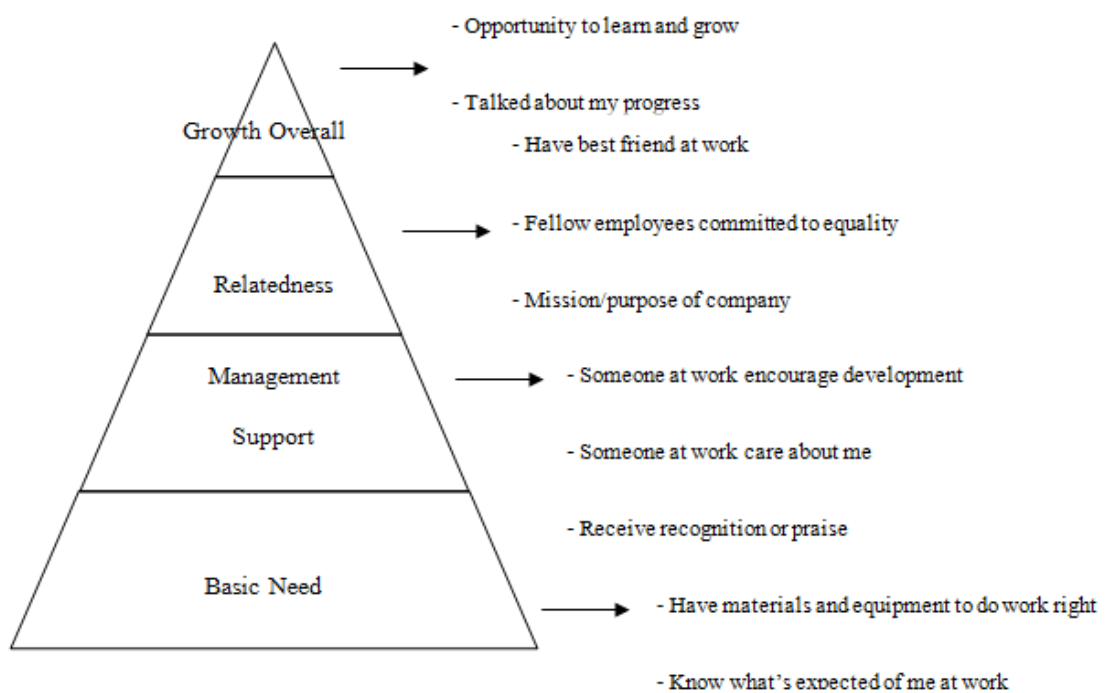 - Opportunity to learn and grow
- Talked about my progress
Growth Overall
- Have best friend at work
- Fellow employees committed to equality
Relatedness
- Mission/purpose of company
Management
- Someone at work encourage development
Support
- Someone at work care about me
- Receive recognition or praise
Basic Need
- Have materials and equipment to do work right
- Know what's expected of me at work